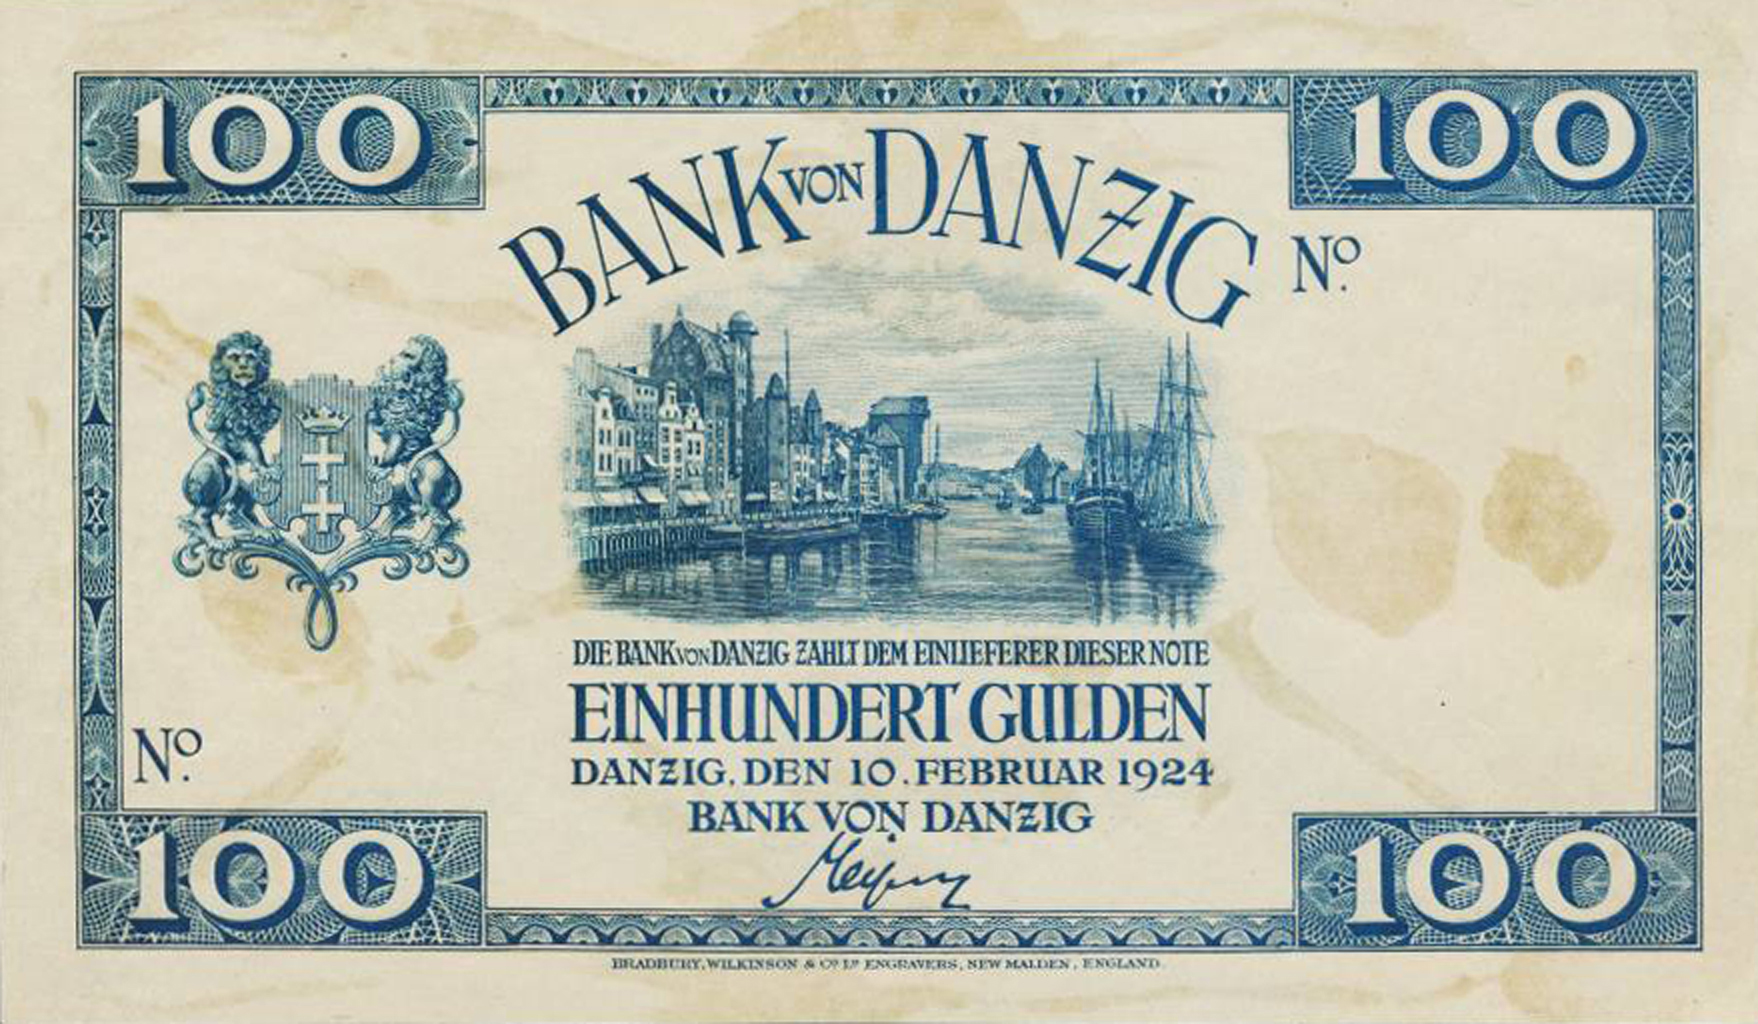 100
100
BANK VON DANZIG
Nº.
DIE BANK VON DANZIG ZAHLT DEM EINLIEFERER DIESER NOTE
EINHUNDERT GULDEN
Nº.
DANZIG, DEN 10. FEBRUAR 1924
BANK VON DANZIG
100
100
BRADBURY, WILKINSON & Cº Lᴰ ENGRAVERS, NEW MALDEN, ENGLAND.